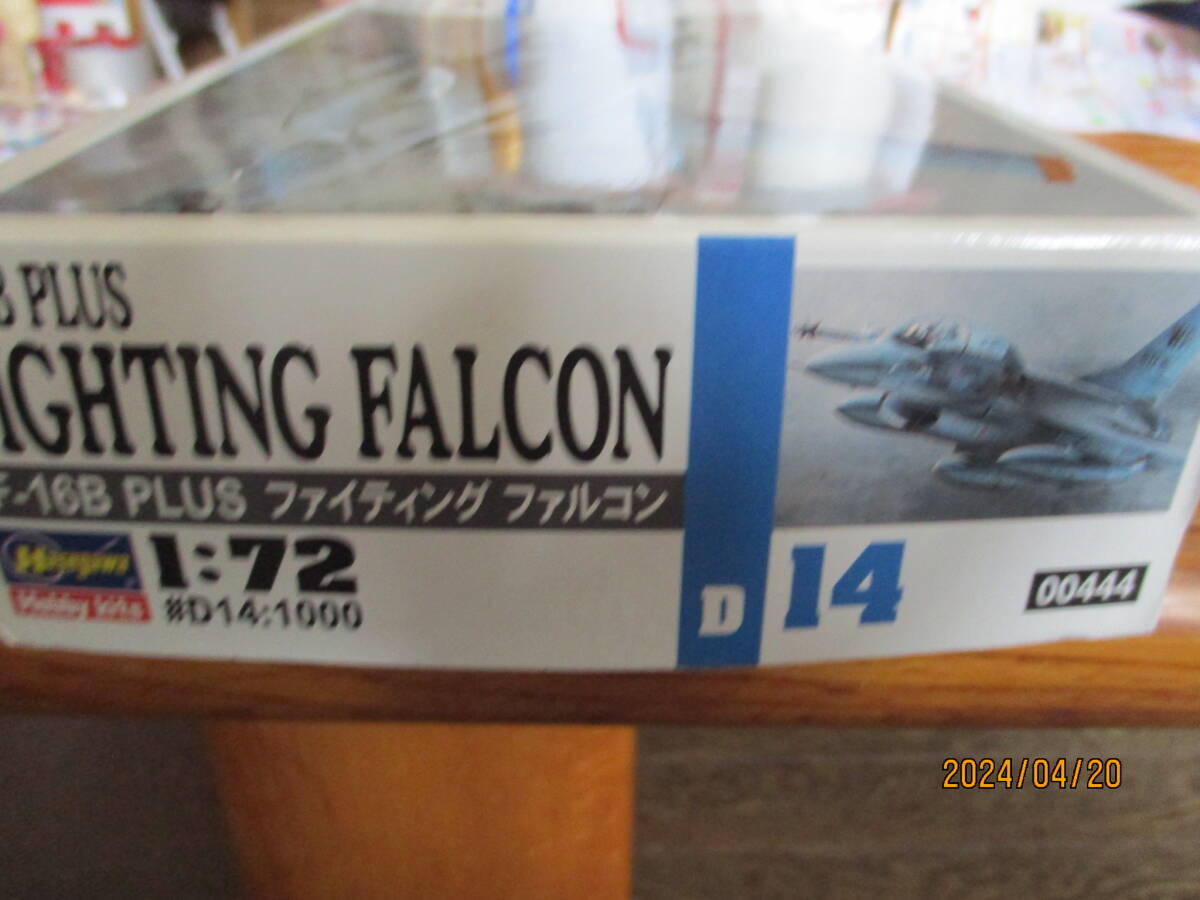 B PLUS
IGHTING FALCON
F-16B PLUS ファイティング ファルコン
Hasegawa
Hobby kits
1:72
#D14:1000
D
14
00444
2024/04/20